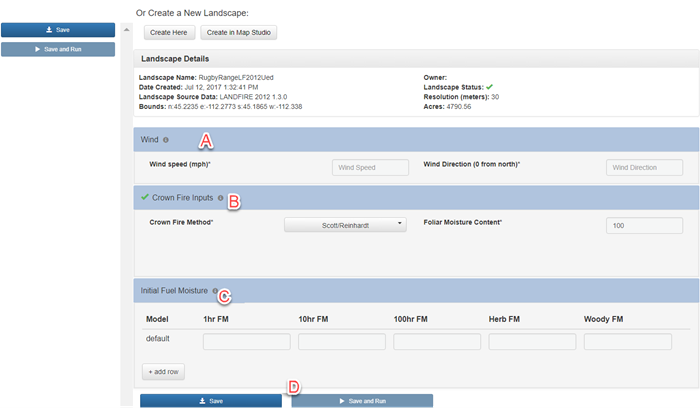 Or Create a New Landscape:
Save
Save and Run
Create Here
Create in Map Studio
Landscape Details
Landscape Name: RugbyRangeLF2012Ued
Owner:
Date Created: Jul 12, 2017 1:32:41 PM
Landscape Status:
Landscape Source Data: LANDFIRE 2012 1.3.0
Resolution (meters): 30
Bounds: n:45.2235 e:-112.2773 s:45.1865 w:-112.338
Acres: 4790.56
Wind A
Wind speed (mph)* Wind Speed Wind Direction (0 from north)* Wind Direction
Crown Fire Inputs B
Crown Fire Method* Scott/Reinhardt Foliar Moisture Content* 100
Initial Fuel Moisture C
Model 1hr FM 10hr FM 100hr FM Herb FM Woody FM
default
+ add row
D
Save Save and Run